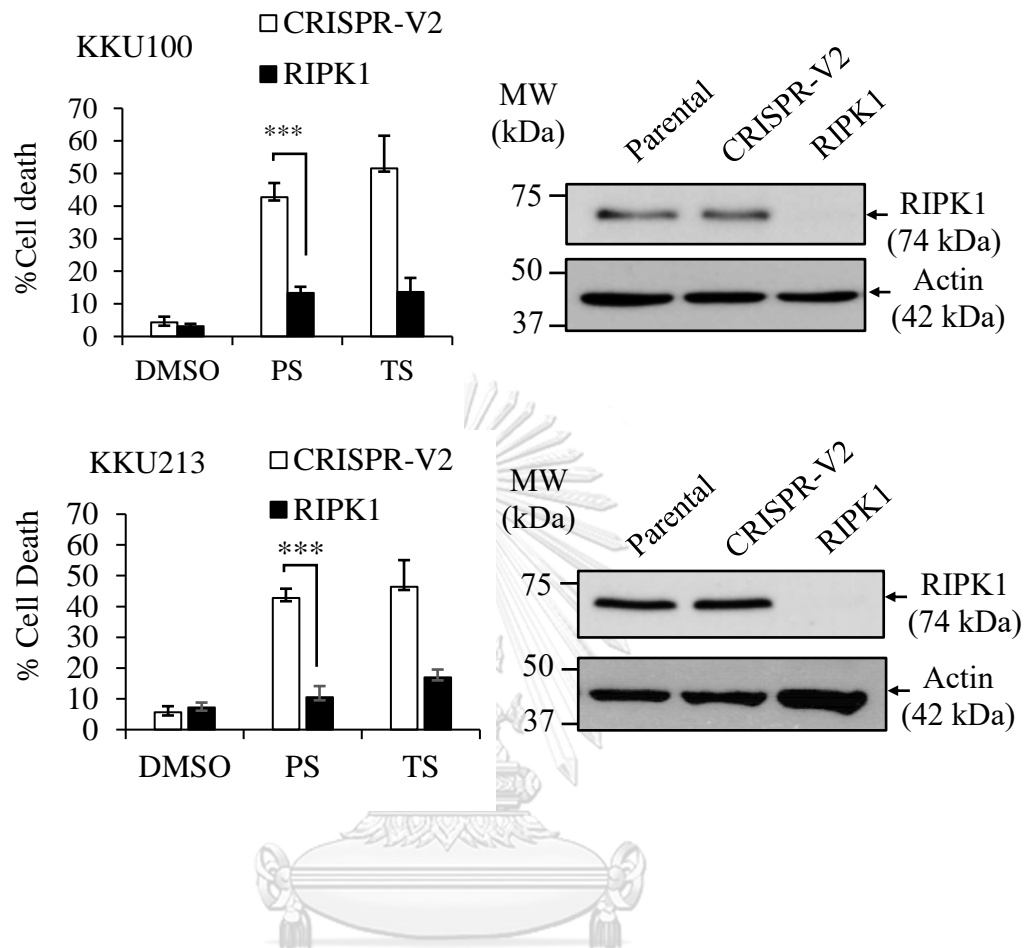 KKU100
CRISPR-V2
RIPK1
%Cell death
70
60
50
40
30
20
10
0
***
DMSO PS TS
MW
(kDa)
Parental CRISPR-V2 RIPK1
75
RIPK1
(74 kDa)
50
37
Actin
(42 kDa)
KKU213
CRISPR-V2
RIPK1
% Cell Death
70
60
50
40
30
20
10
0
***
DMSO PS TS
MW
(kDa)
Parental CRISPR-V2 RIPK1
75
RIPK1
(74 kDa)
50
37
Actin
(42 kDa)